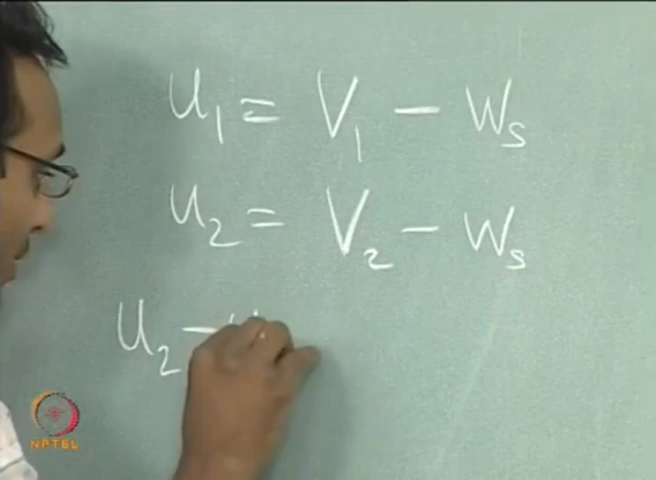 u₁ = V₁ − Wₛ
u₂ = V₂ − Wₛ
u₂ −
NPTEL